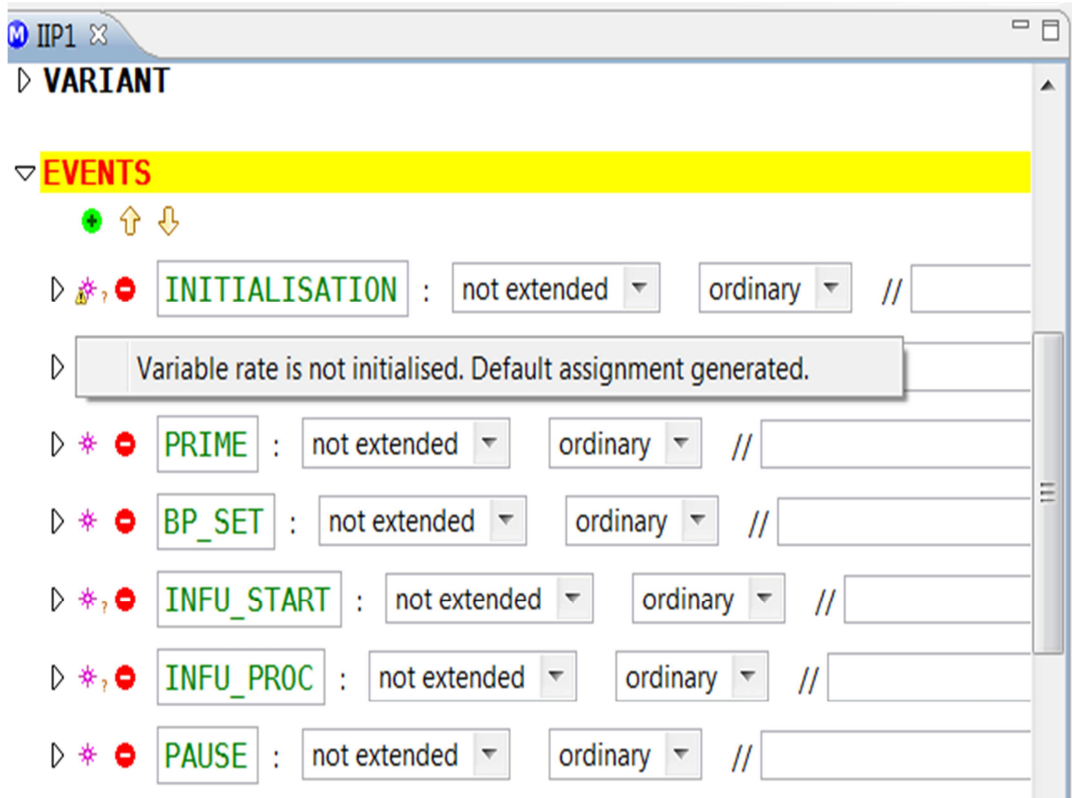 M IIP1
VARIANT
EVENTS
INITIALISATION : not extended ordinary //
Variable rate is not initialised. Default assignment generated.
PRIME : not extended ordinary //
BP_SET : not extended ordinary //
INFU_START : not extended ordinary //
INFU_PROC : not extended ordinary //
PAUSE : not extended ordinary //